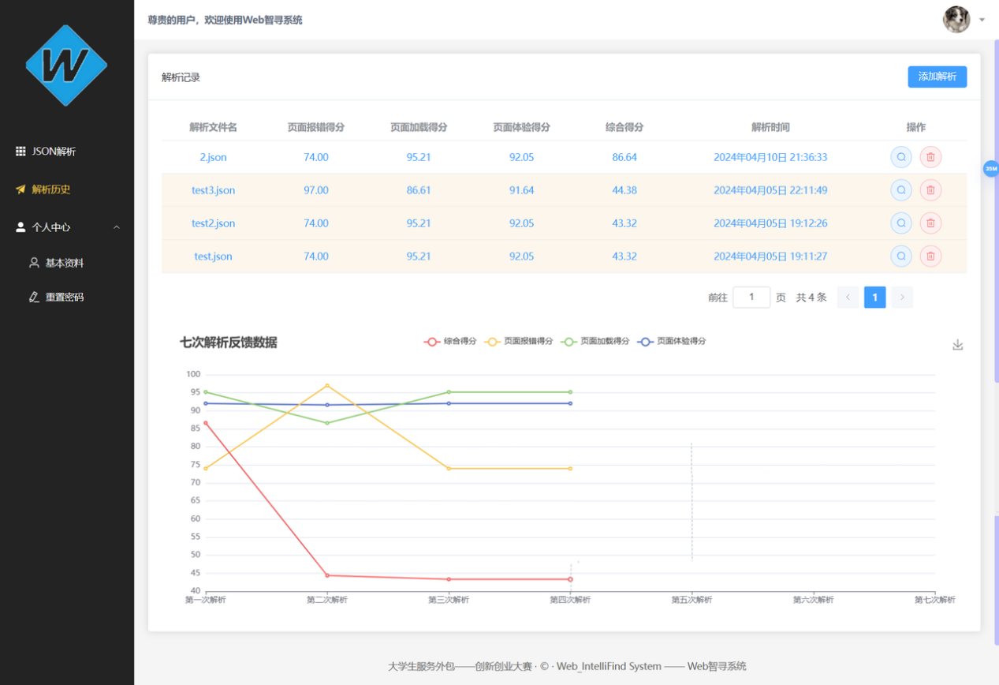 尊贵的用户，欢迎使用Web智寻系统
W
JSON解析
解析历史
个人中心
基本资料
重置密码
解析记录
添加解析
解析文件名 页面报错得分 页面加载得分 页面体验得分 综合得分 解析时间 操作
2.json 74.00 95.21 92.05 86.64 2024年04月10日 21:36:33
test3.json 97.00 86.61 91.64 44.38 2024年04月05日 22:11:49
test2.json 74.00 95.21 92.05 43.32 2024年04月05日 19:12:26
test.json 74.00 95.21 92.05 43.32 2024年04月05日 19:11:27
35M
前往 1 页 共 4 条 1
七次解析反馈数据
综合得分 页面报错得分 页面加载得分 页面体验得分
100
95
90
85
80
75
70
65
60
55
50
45
40
第一次解析 第二次解析 第三次解析 第四次解析 第五次解析 第六次解析 第七次解析
大学生服务外包——创新创业大赛 · © · Web_IntelliFind System —— Web智寻系统